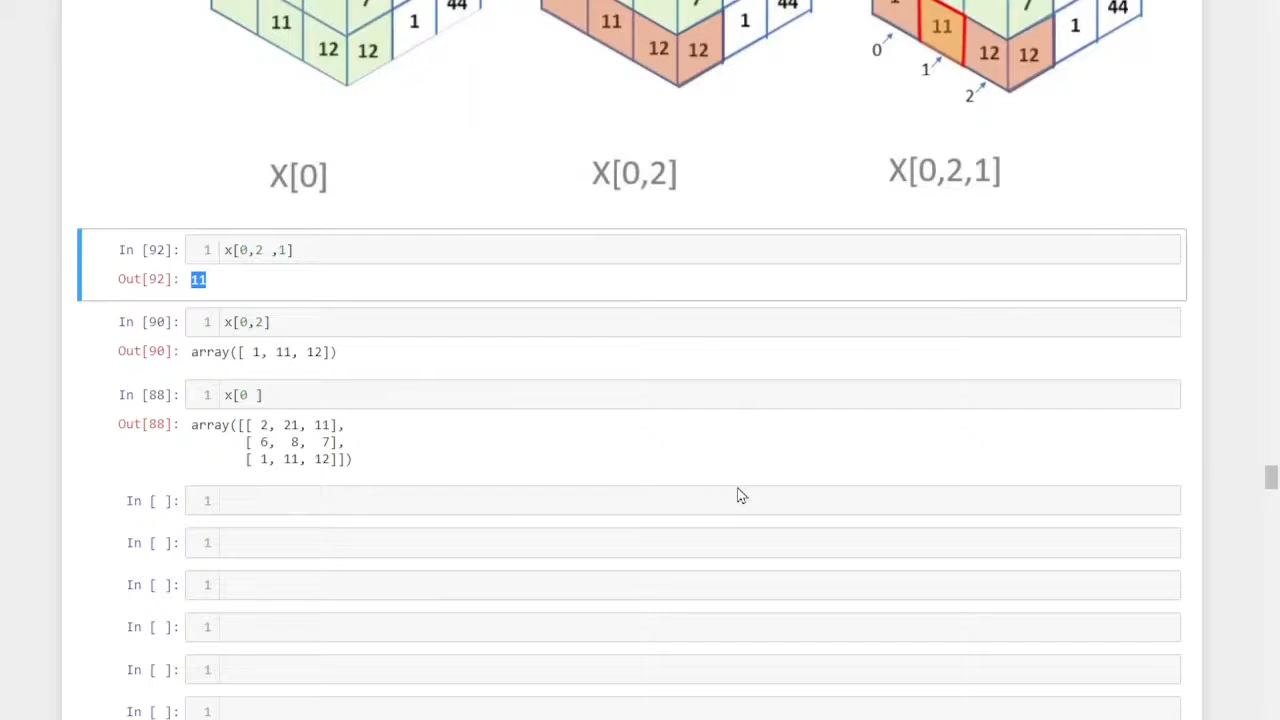 7 44 7 44 1 7 44
11 1 11 1 11 1
12 12 12 12 12 12
0
1
2
X[0] X[0,2] X[0,2,1]
In [92]: 1 x[0,2 ,1]
Out[92]: 11
In [90]: 1 x[0,2]
Out[90]: array([ 1, 11, 12])
In [88]: 1 x[0 ]
Out[88]: array([[ 2, 21, 11],
[ 6, 8, 7],
[ 1, 11, 12]])
In [ ]: 1
In [ ]: 1
In [ ]: 1
In [ ]: 1
In [ ]: 1
In [ ]: 1